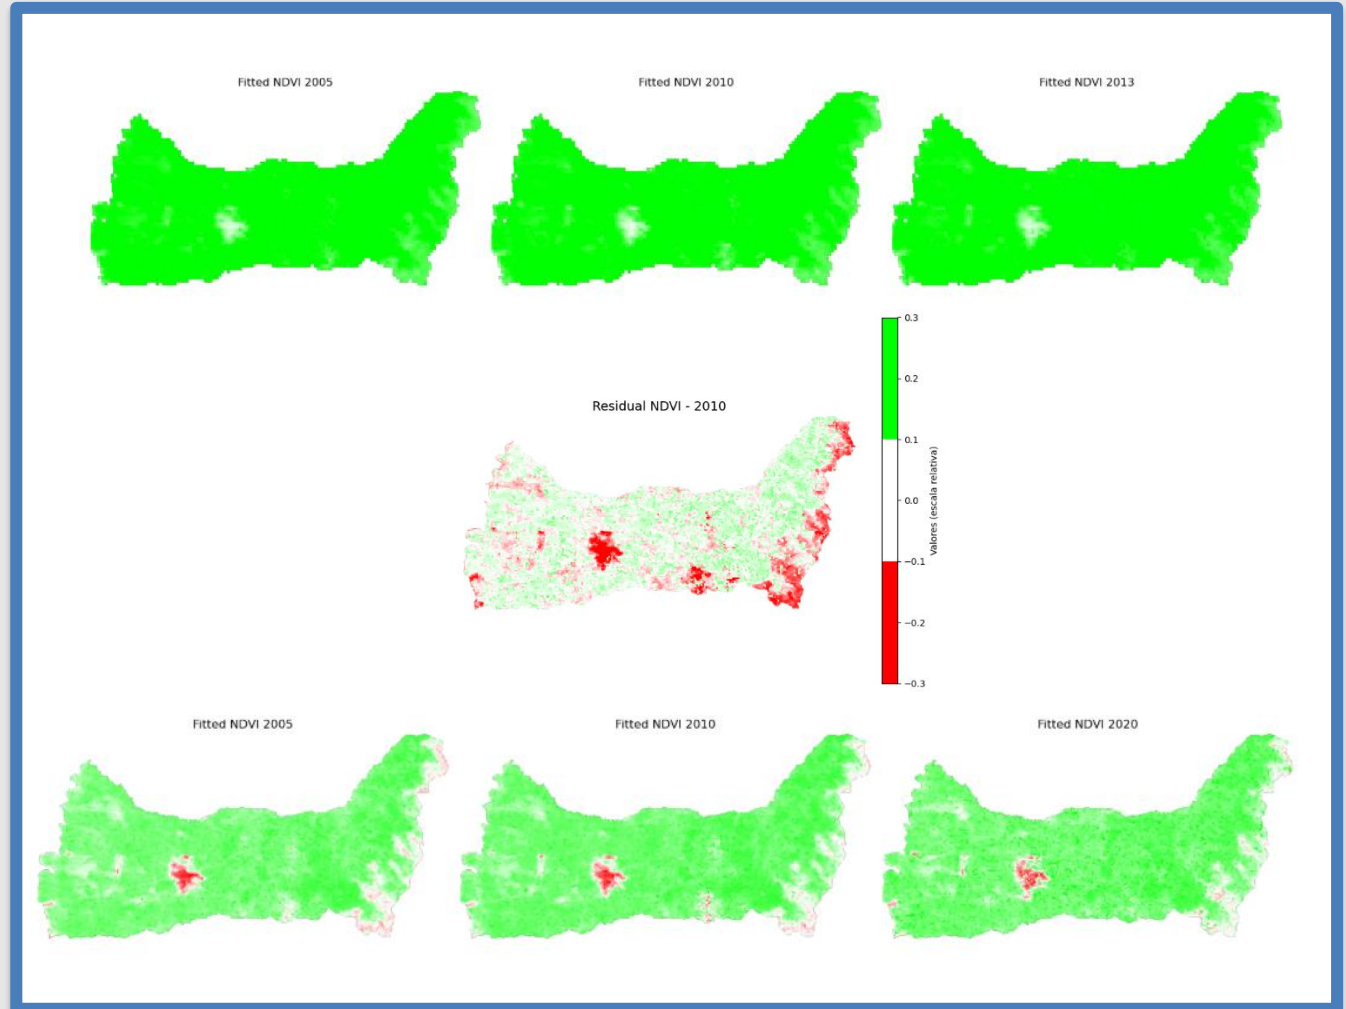 Fitted NDVI 2005
Fitted NDVI 2010
Fitted NDVI 2013
0.3
0.2
0.1
0.0
−0.1
−0.2
−0.3
Valores (escala relativa)
Residual NDVI - 2010
Fitted NDVI 2005
Fitted NDVI 2010
Fitted NDVI 2020